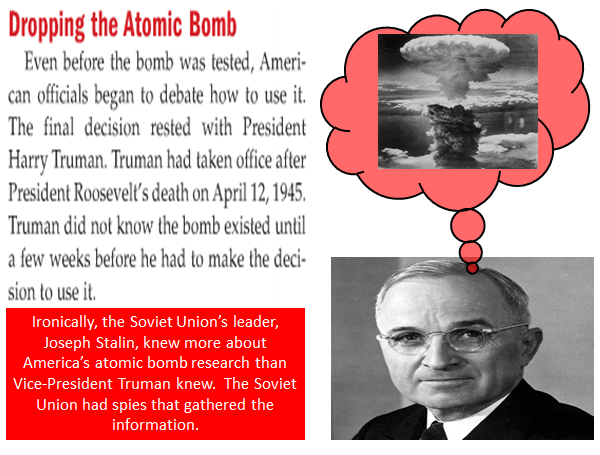 Dropping the Atomic Bomb
Even before the bomb was tested, Ameri-
can officials began to debate how to use it.
The final decision rested with President
Harry Truman. Truman had taken office after
President Roosevelt's death on April 12, 1945.
Truman did not know the bomb existed until
a few weeks before he had to make the deci-
sion to use it.
Ironically, the Soviet Union's leader,
Joseph Stalin, knew more about
America's atomic bomb research than
Vice-President Truman knew.  The Soviet
Union had spies that gathered the
information.